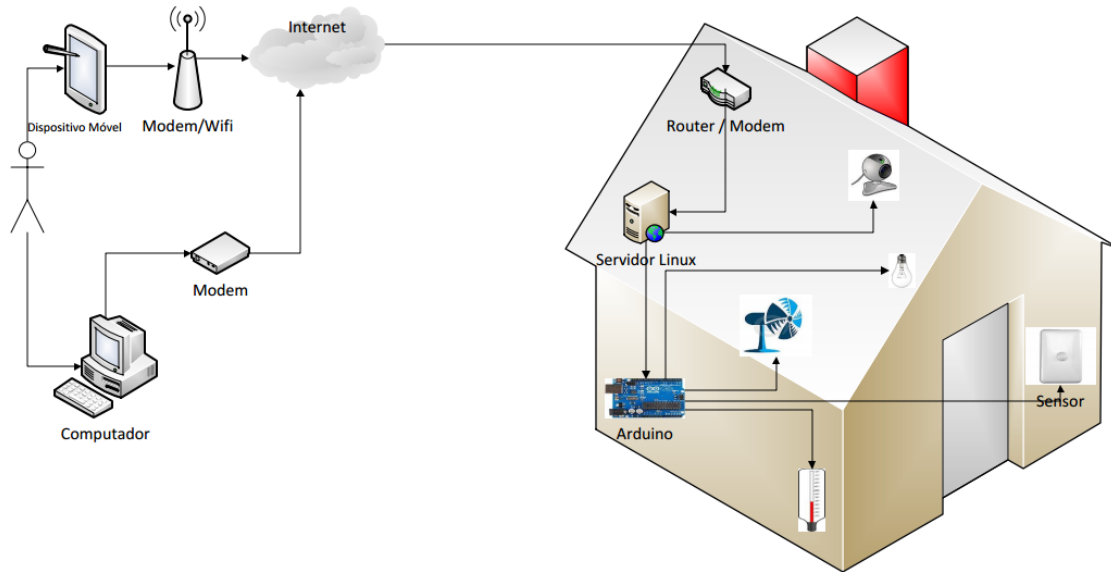 Internet
Dispositivo Móvel
Modem/Wifi
Router / Modem
Servidor Linux
Modem
Sensor
Computador
Arduino